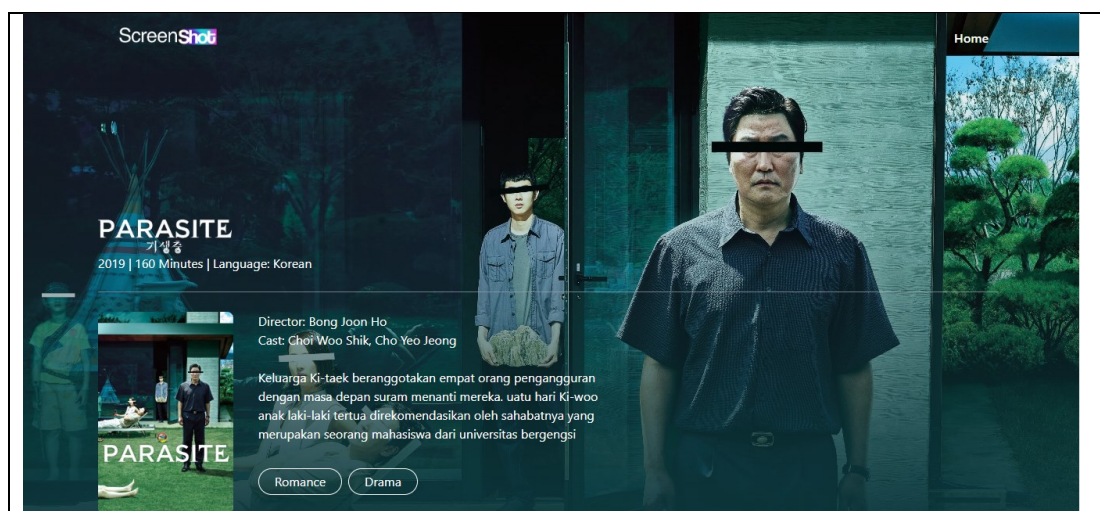 ScreenShot
Home
PARASITE
기생충
2019 | 160 Minutes | Language: Korean
Director: Bong Joon Ho
Cast: Choi Woo Shik, Cho Yeo Jeong
Keluarga Ki-taek beranggotakan empat orang pengangguran
dengan masa depan suram menanti mereka. uatu hari Ki-woo
anak laki-laki tertua direkomendasikan oleh sahabatnya yang
merupakan seorang mahasiswa dari universitas bergengsi
PARASITE
Romance
Drama